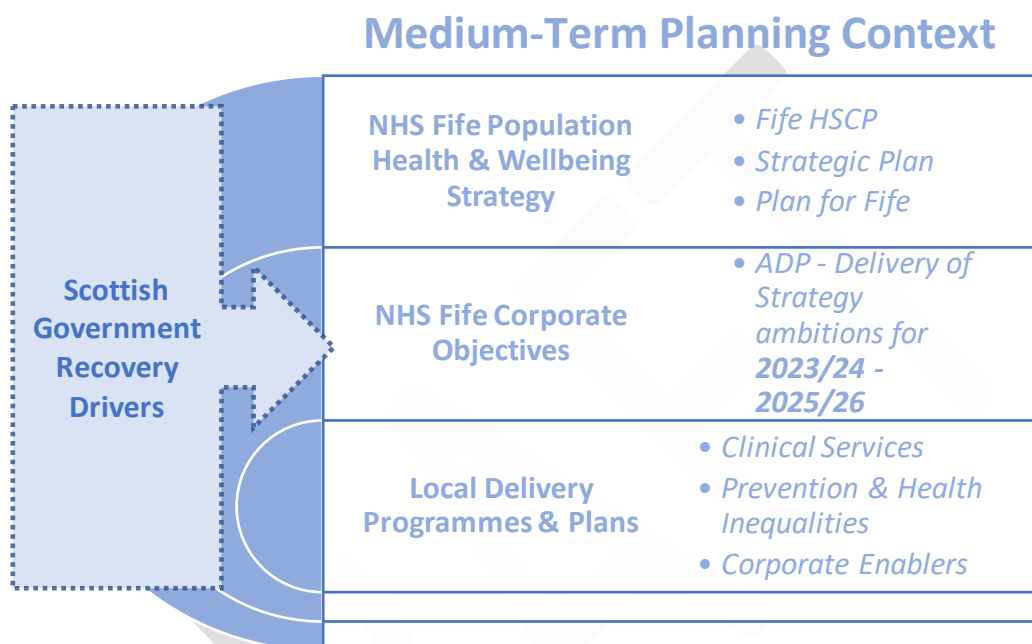 Medium-Term Planning Context
Scottish
Government
Recovery
Drivers
NHS Fife Population
Health & Wellbeing
Strategy
• Fife HSCP
• Strategic Plan
• Plan for Fife
NHS Fife Corporate
Objectives
• ADP - Delivery of
Strategy
ambitions for
2023/24 -
2025/26
Local Delivery
Programmes & Plans
• Clinical Services
• Prevention & Health
Inequalities
• Corporate Enablers